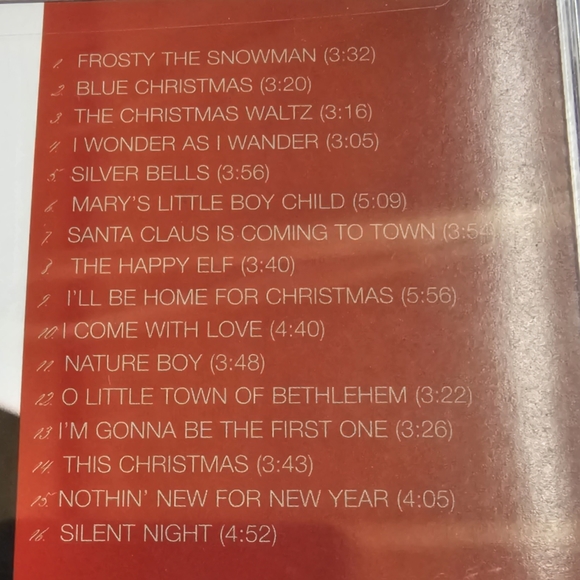 1. FROSTY THE SNOWMAN (3:32)
2. BLUE CHRISTMAS (3:20)
3. THE CHRISTMAS WALTZ (3:16)
4. I WONDER AS I WANDER (3:05)
5. SILVER BELLS (3:56)
6. MARY'S LITTLE BOY CHILD (5:09)
7. SANTA CLAUS IS COMING TO TOWN (3:54
8. THE HAPPY ELF (3:40)
9. I'LL BE HOME FOR CHRISTMAS (5:56)
10. I COME WITH LOVE (4:40)
11. NATURE BOY (3:48)
12. O LITTLE TOWN OF BETHLEHEM (3:22)
13. I'M GONNA BE THE FIRST ONE (3:26)
14. THIS CHRISTMAS (3:43)
15. NOTHIN' NEW FOR NEW YEAR (4:05)
16. SILENT NIGHT (4:52)